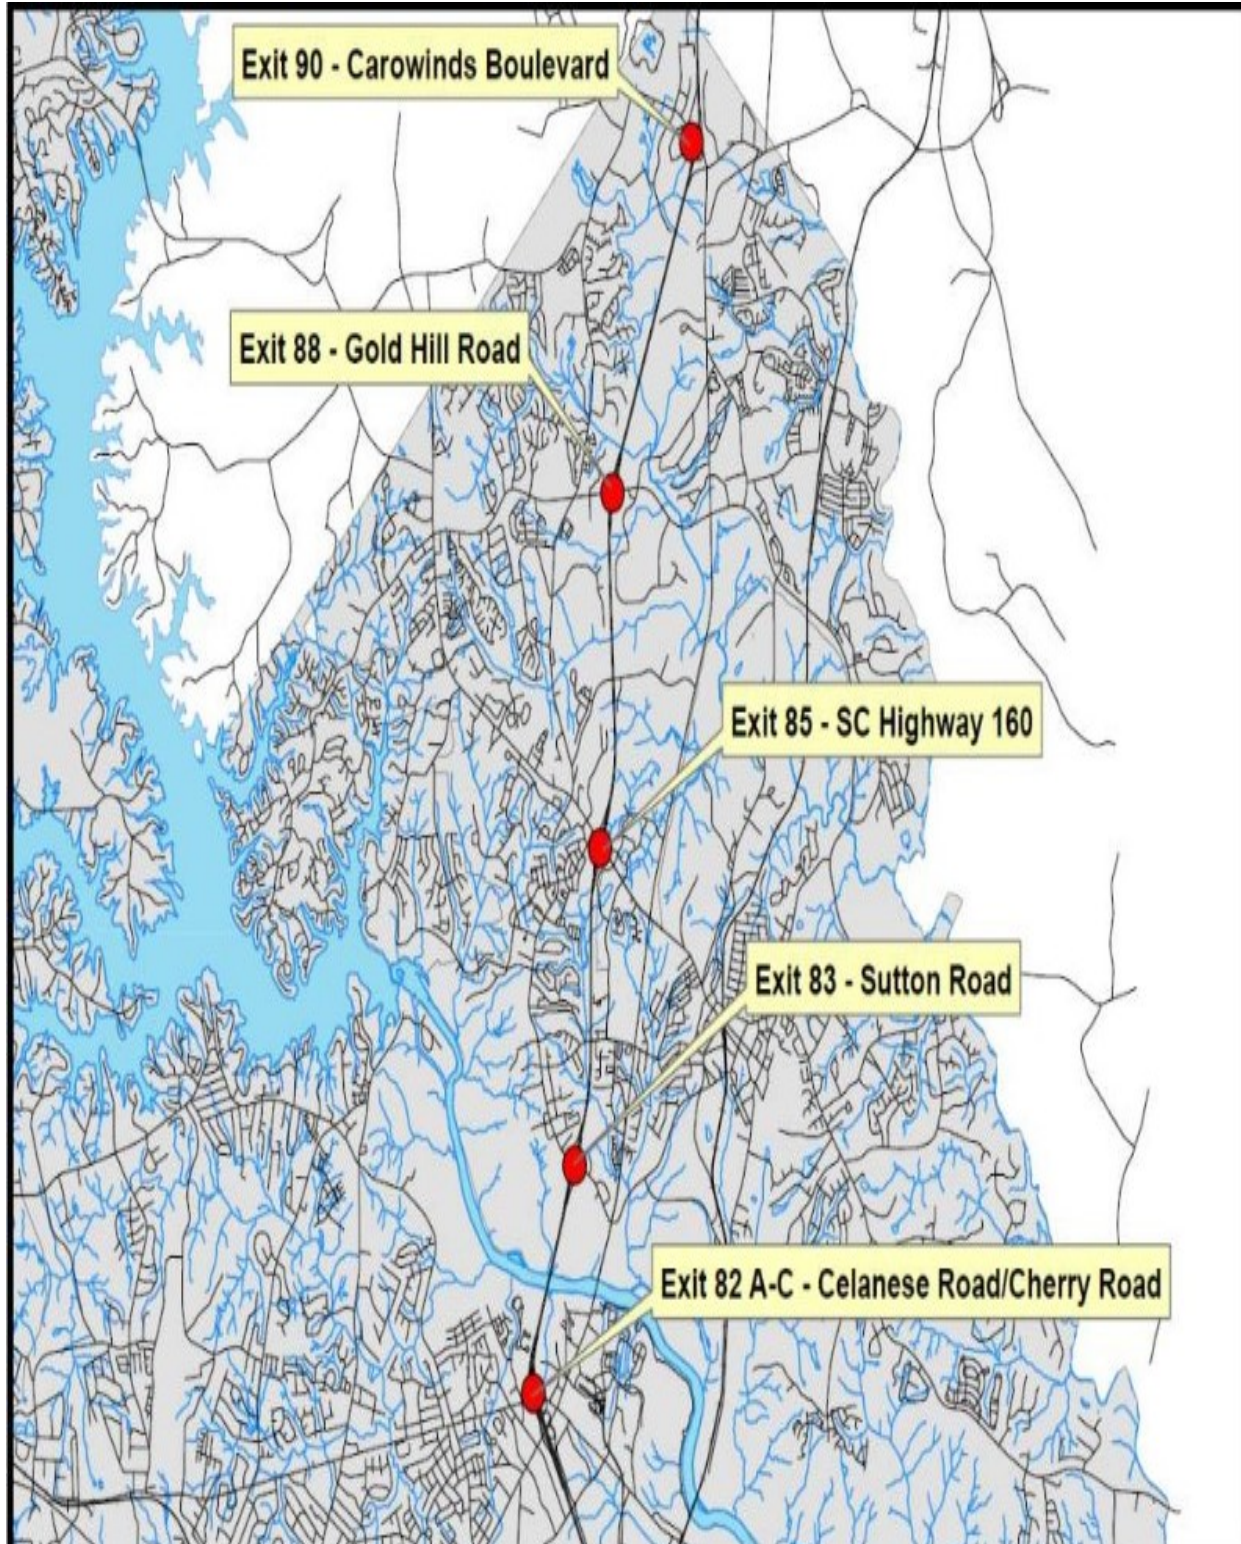 Exit 90 - Carowinds Boulevard
Exit 88 - Gold Hill Road
Exit 85 - SC Highway 160
Exit 83 - Sutton Road
Exit 82 A-C - Celanese Road/Cherry Road